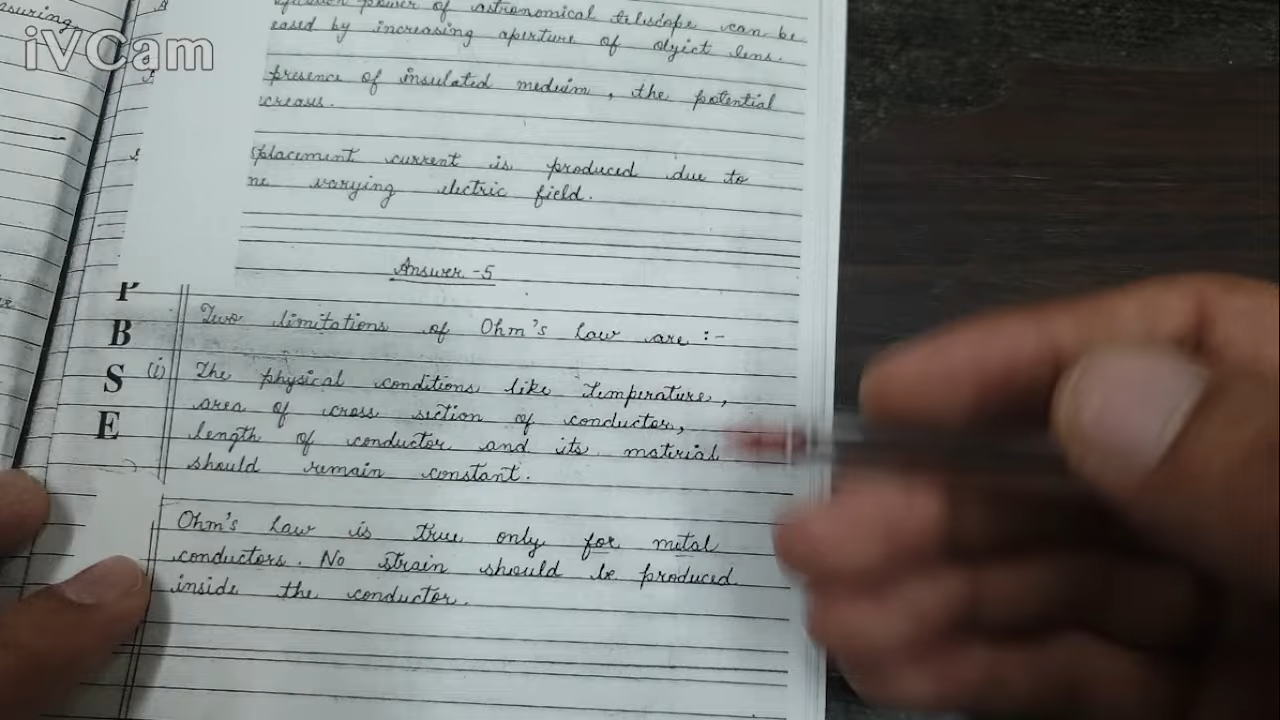 asuring
iVCam
power of astronomical telescope can be
eased by increasing aperture of object lens.
presence of insulated medium, the potential
creases.
splacement current is produced due to
varying electric field.
Answer -5
P
B
S
E
Two limitations of Ohm's Law are :-
(i) The physical conditions like temperature,
area of cross section of conductor,
length of conductor and its material
should remain constant.
Ohm's Law is true only for metal
conductors. No strain should be produced
inside the conductor.